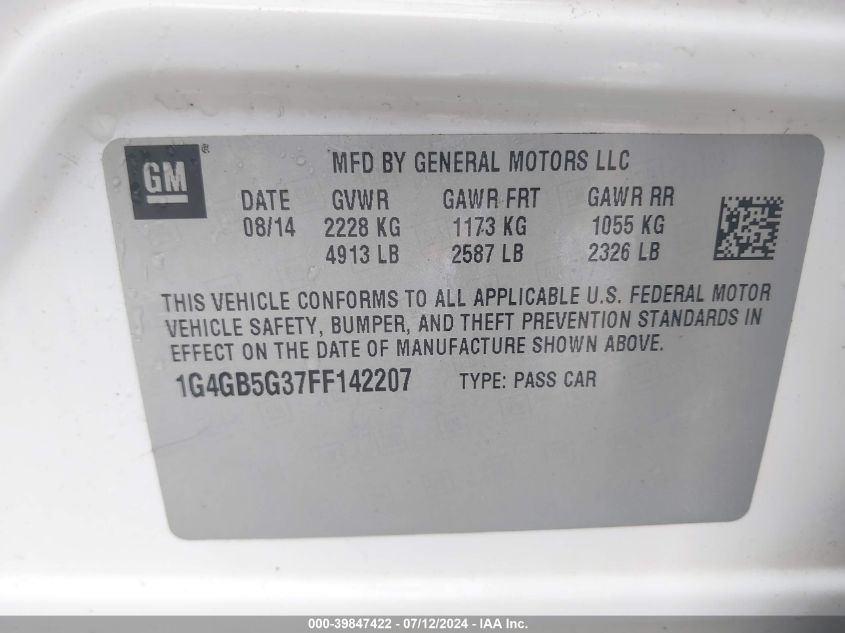 GM®
MFD BY GENERAL MOTORS LLC
DATE GVWR GAWR FRT GAWR RR
08/14 2228 KG 1173 KG 1055 KG
4913 LB 2587 LB 2326 LB
THIS VEHICLE CONFORMS TO ALL APPLICABLE U.S. FEDERAL MOTOR
VEHICLE SAFETY, BUMPER, AND THEFT PREVENTION STANDARDS IN
EFFECT ON THE DATE OF MANUFACTURE SHOWN ABOVE.
1G4GB5G37FF142207 TYPE: PASS CAR
000-39847422 - 07/12/2024 - IAA Inc.